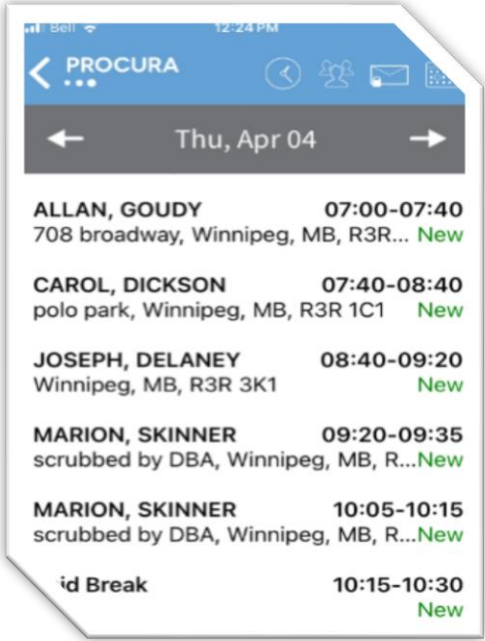 Bell 12:24 PM
PROCURA
Thu, Apr 04
ALLAN, GOUDY 07:00-07:40
708 broadway, Winnipeg, MB, R3R... New
CAROL, DICKSON 07:40-08:40
polo park, Winnipeg, MB, R3R 1C1 New
JOSEPH, DELANEY 08:40-09:20
Winnipeg, MB, R3R 3K1 New
MARION, SKINNER 09:20-09:35
scrubbed by DBA, Winnipeg, MB, R...New
MARION, SKINNER 10:05-10:15
scrubbed by DBA, Winnipeg, MB, R...New
id Break 10:15-10:30
New